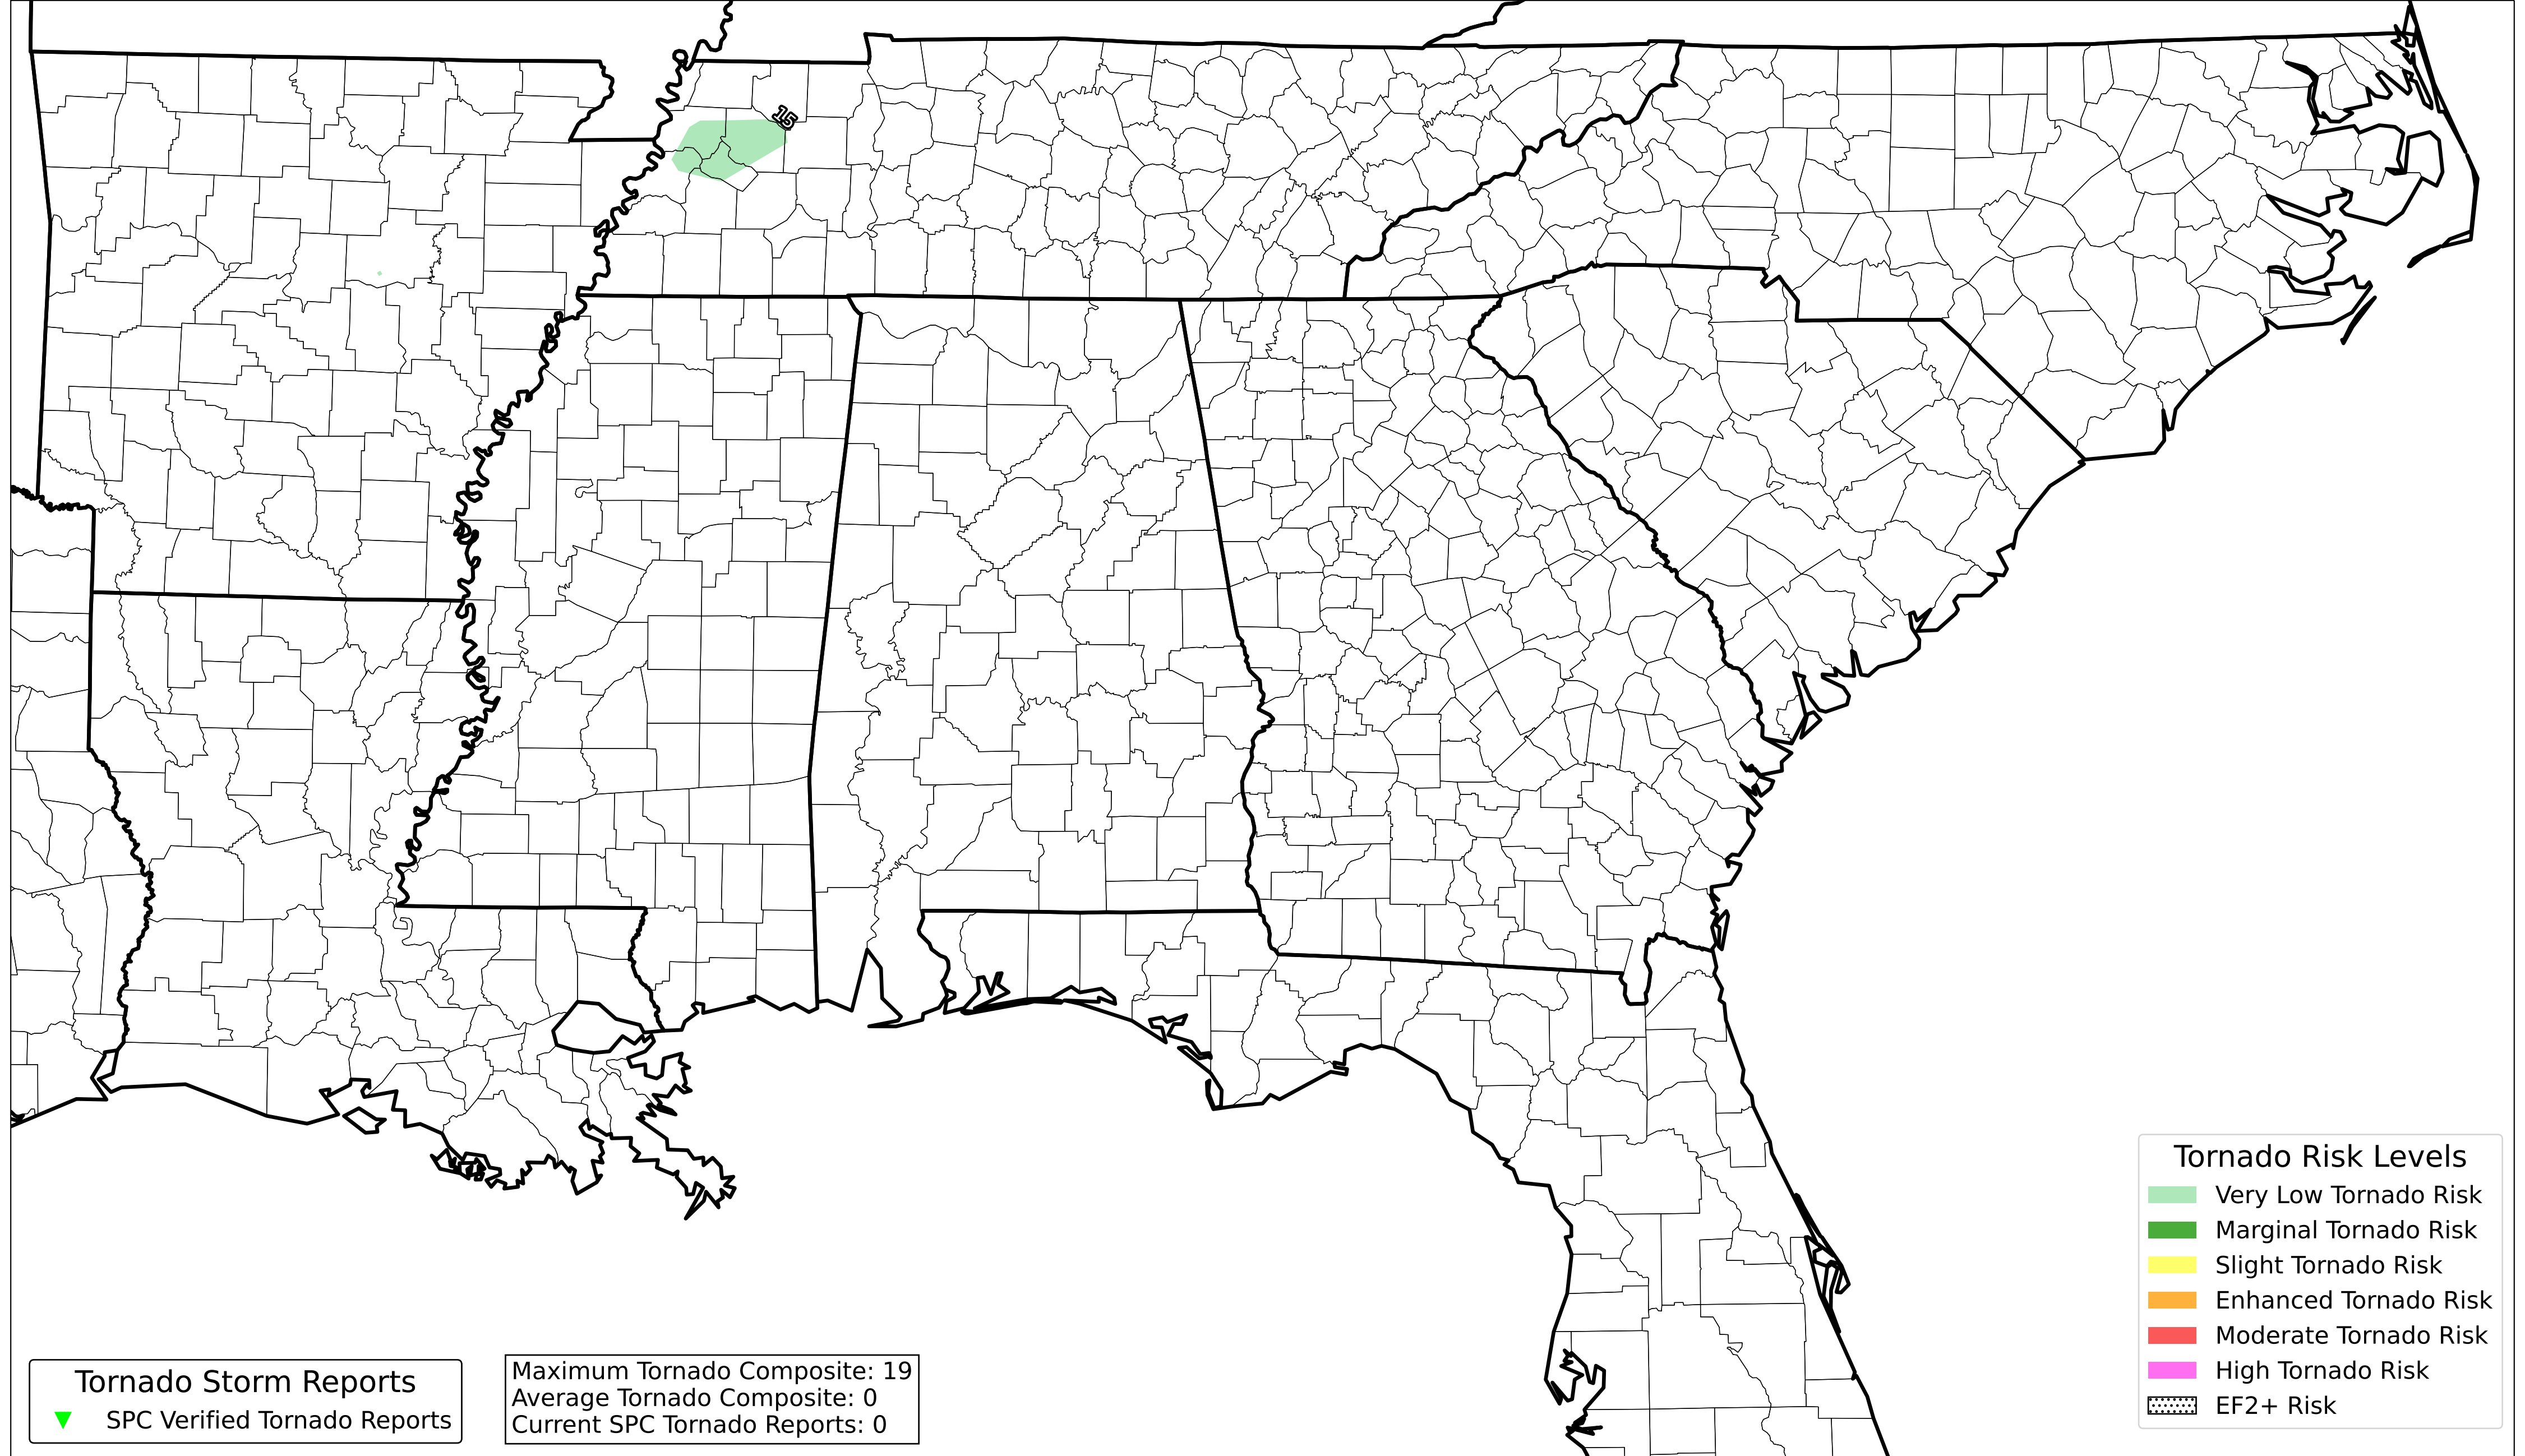 15
Tornado Risk Levels
Very Low Tornado Risk
Marginal Tornado Risk
Slight Tornado Risk
Enhanced Tornado Risk
Moderate Tornado Risk
High Tornado Risk
EF2+ Risk
Tornado Storm Reports
SPC Verified Tornado Reports
Maximum Tornado Composite: 19
Average Tornado Composite: 0
Current SPC Tornado Reports: 0